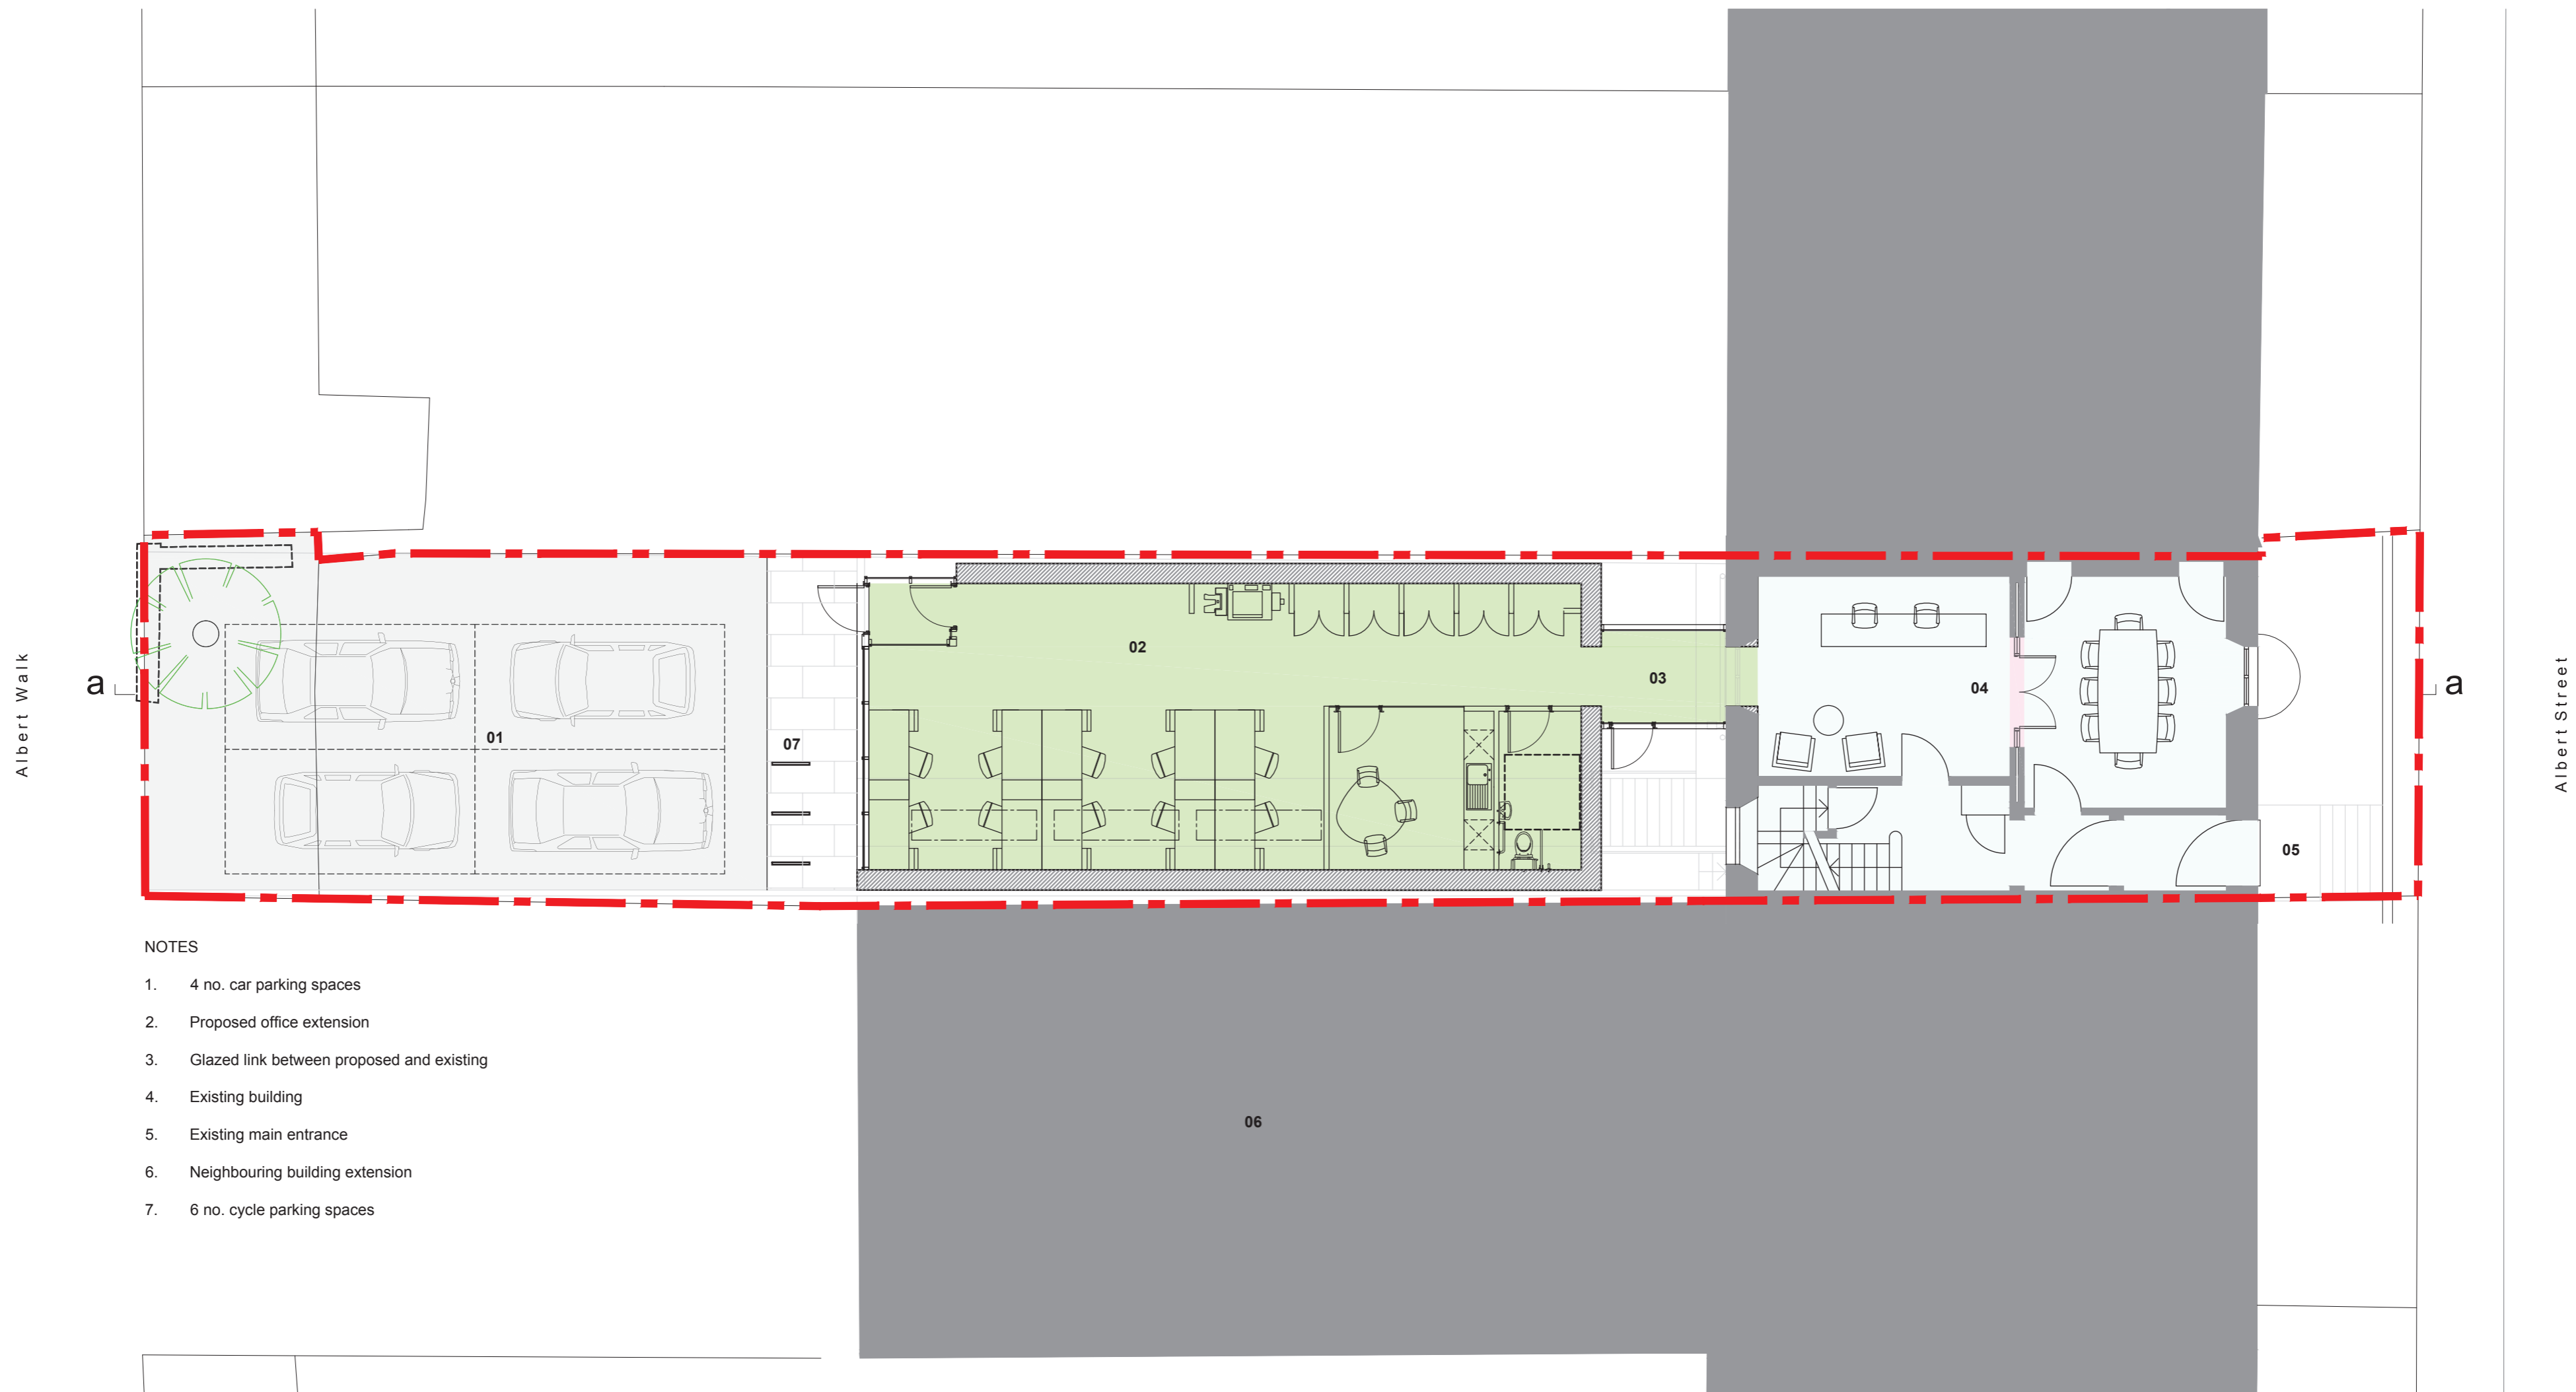 Albert Walk
a
01
07
02
03
04
05
a
Albert Street
06
NOTES
1. 4 no. car parking spaces
2. Proposed office extension
3. Glazed link between proposed and existing
4. Existing building
5. Existing main entrance
6. Neighbouring building extension
7. 6 no. cycle parking spaces